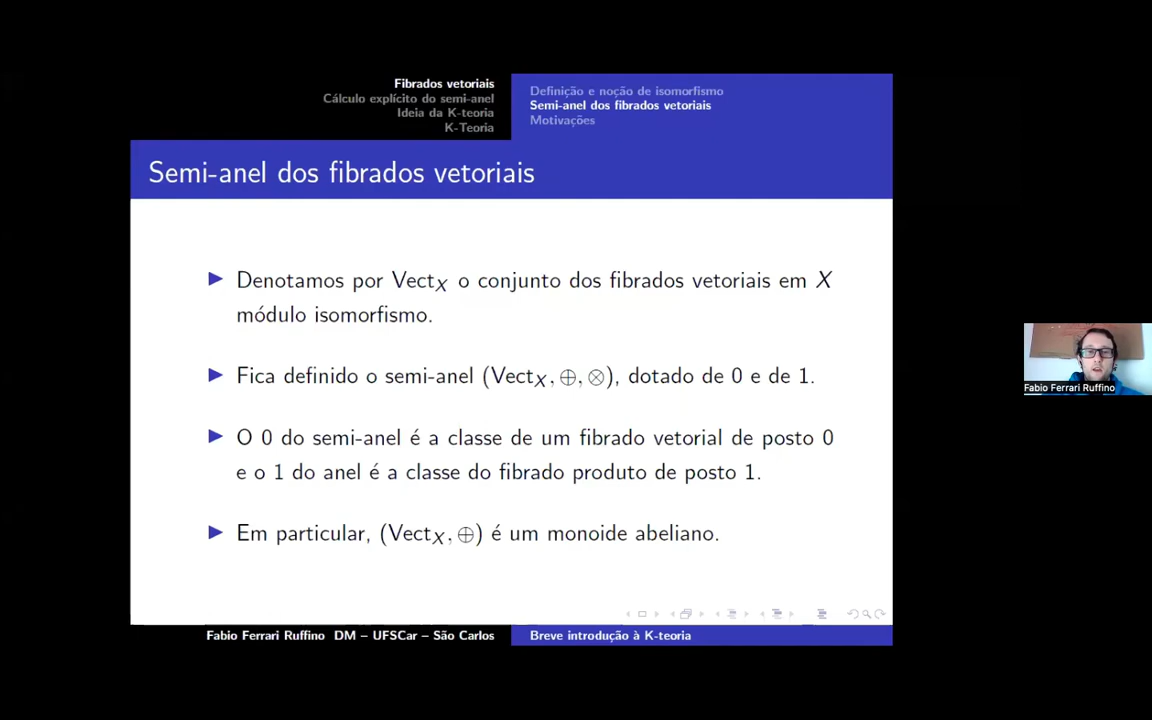 Fibrados vetoriais
Cálculo explícito do semi-anel
Ideia da K-teoria
K-Teoria
Definição e noção de isomorfismo
Semi-anel dos fibrados vetoriais
Motivações
Semi-anel dos fibrados vetoriais
Denotamos por Vect_X o conjunto dos fibrados vetoriais em X
módulo isomorfismo.
Fica definido o semi-anel (Vect_X, ⊕, ⊗), dotado de 0 e de 1.
O 0 do semi-anel é a classe de um fibrado vetorial de posto 0
e o 1 do anel é a classe do fibrado produto de posto 1.
Em particular, (Vect_X, ⊕) é um monoide abeliano.
Fabio Ferrari Ruffino DM – UFSCar – São Carlos
Breve introdução à K-teoria
Fabio Ferrari Ruffino